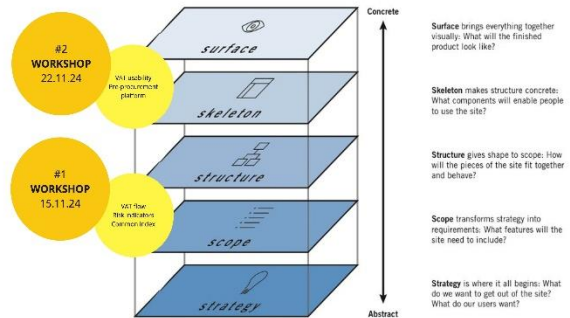 #2
WORKSHOP
22.11.24
VAT usability
Pre-procurement
platform
#1
WORKSHOP
15.11.24
VAT flow
Risk indicators
Common Index
surface
skeleton
structure
scope
strategy
Concrete
Abstract
Surface brings everything together
visually: What will the finished
product look like?
Skeleton makes structure concrete:
What components will enable people
to use the site?
Structure gives shape to scope: How
will the pieces of the site fit together
and behave?
Scope transforms strategy into
requirements: What features will the
site need to include?
Strategy is where it all begins: What
do we want to get out of the site?
What do our users want?